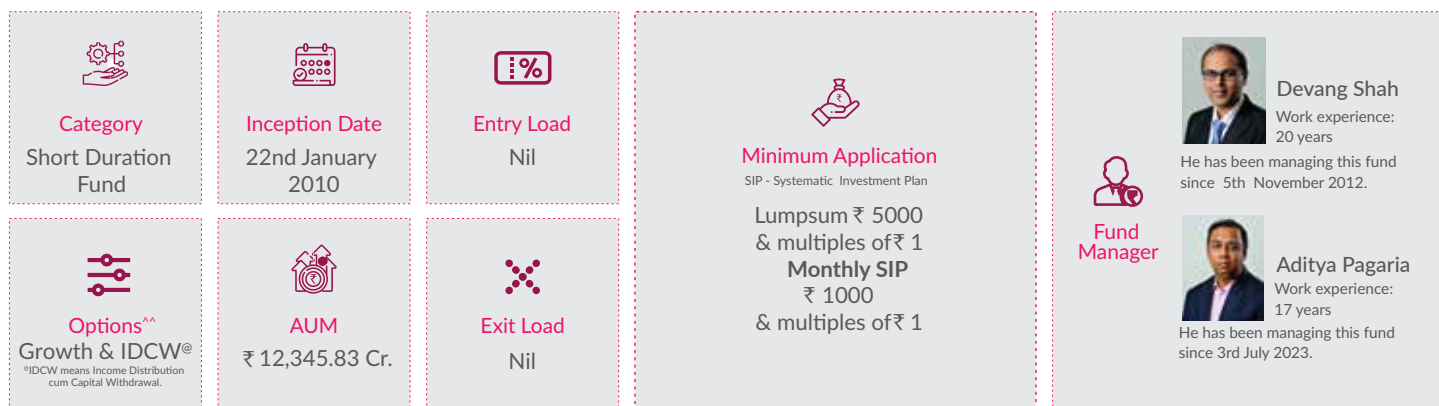 Category
Short Duration
Fund
Inception Date
22nd January
2010
Entry Load
Nil
Options^^
Growth & IDCW@
@IDCW means Income Distribution
cum Capital Withdrawal.
AUM
₹ 12,345.83 Cr.
Exit Load
Nil
Minimum Application
SIP - Systematic Investment Plan
Lumpsum ₹ 5000
& multiples of ₹ 1
Monthly SIP
₹ 1000
& multiples of ₹ 1
Fund
Manager
Devang Shah
Work experience:
20 years
He has been managing this fund
since 5th November 2012.
Aditya Pagaria
Work experience:
17 years
He has been managing this fund
since 3rd July 2023.